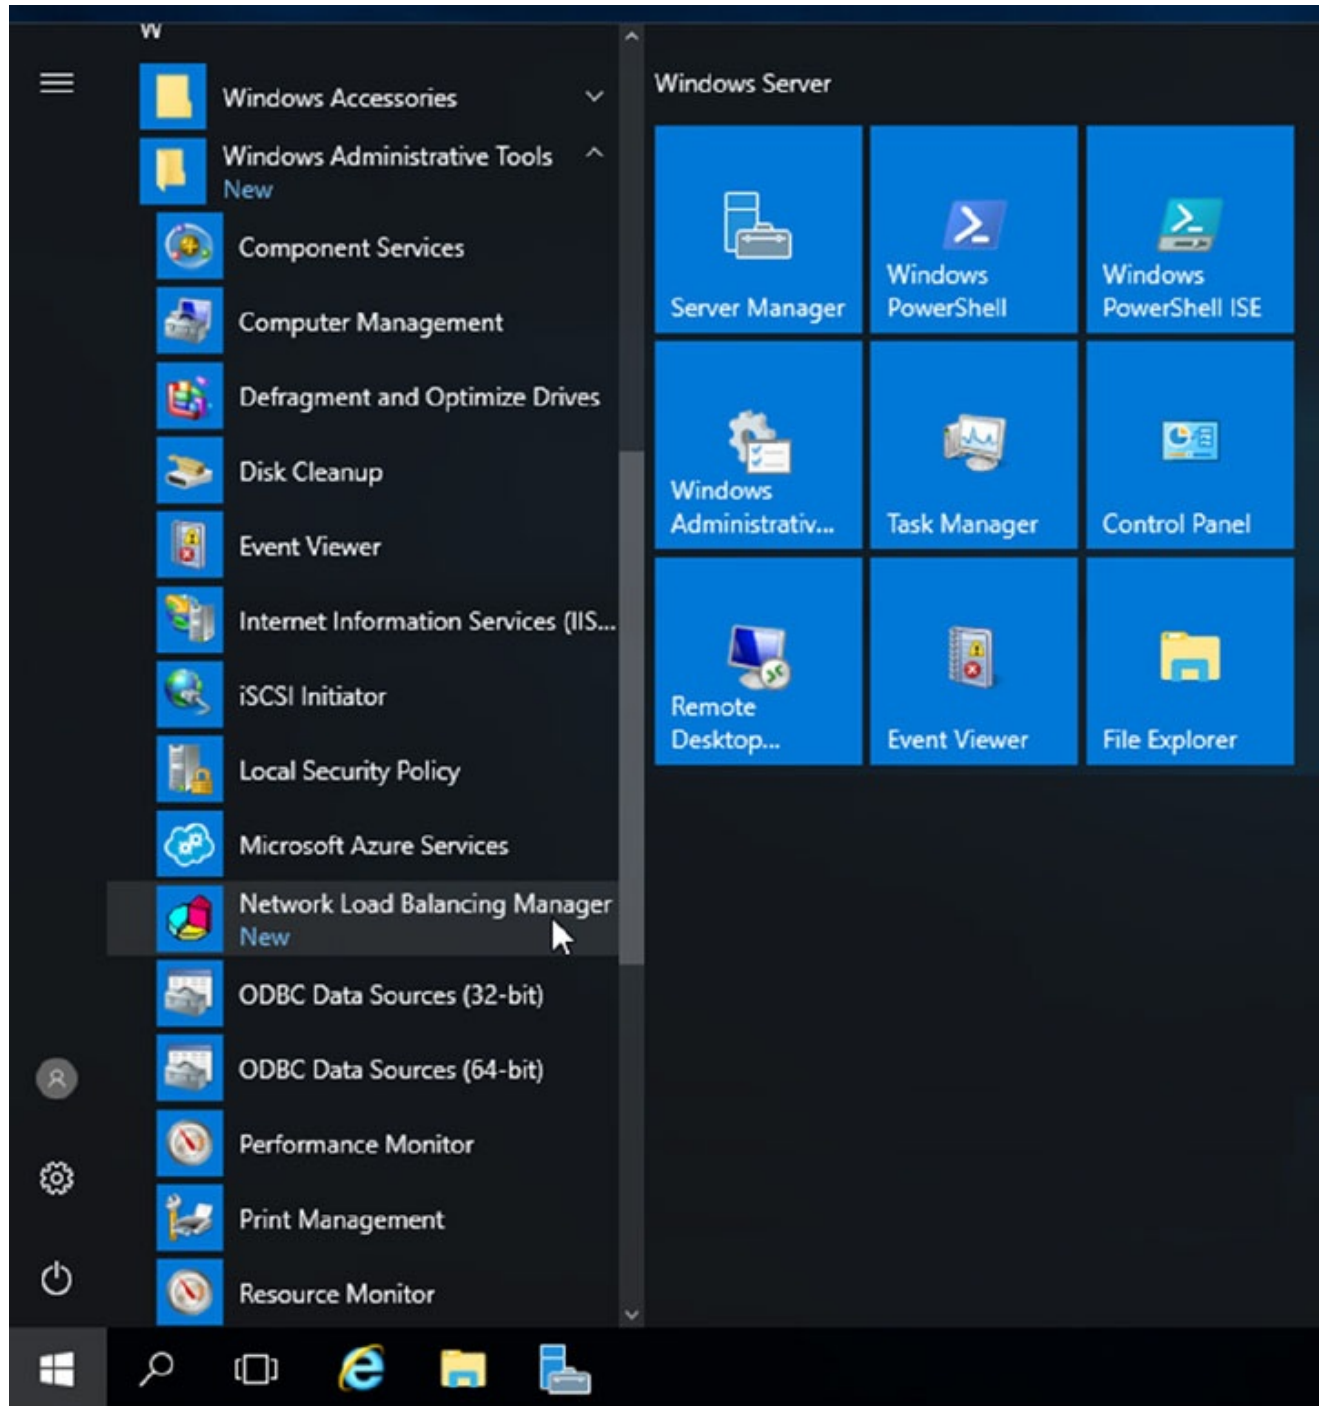 W
Windows Accessories
Windows Administrative Tools
New
Component Services
Computer Management
Defragment and Optimize Drives
Disk Cleanup
Event Viewer
Internet Information Services (IIS...
iSCSI Initiator
Local Security Policy
Microsoft Azure Services
Network Load Balancing Manager
New
ODBC Data Sources (32-bit)
ODBC Data Sources (64-bit)
Performance Monitor
Print Management
Resource Monitor
Windows Server
Server Manager
Windows
PowerShell
Windows
PowerShell ISE
Windows
Administrativ...
Task Manager
Control Panel
Remote
Desktop...
Event Viewer
File Explorer